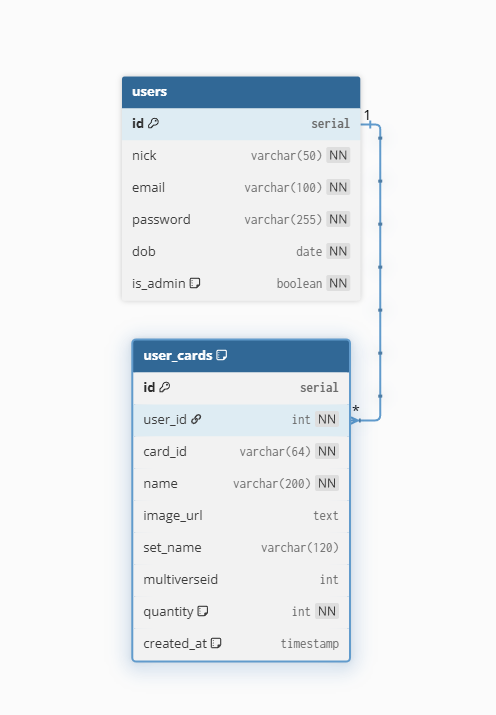 users
1
id serial
nick varchar(50) NN
email varchar(100) NN
password varchar(255) NN
dob date NN
is_admin boolean NN
user_cards
id serial
*
user_id int NN
card_id varchar(64) NN
name varchar(200) NN
image_url text
set_name varchar(120)
multiverseid int
quantity int NN
created_at timestamp